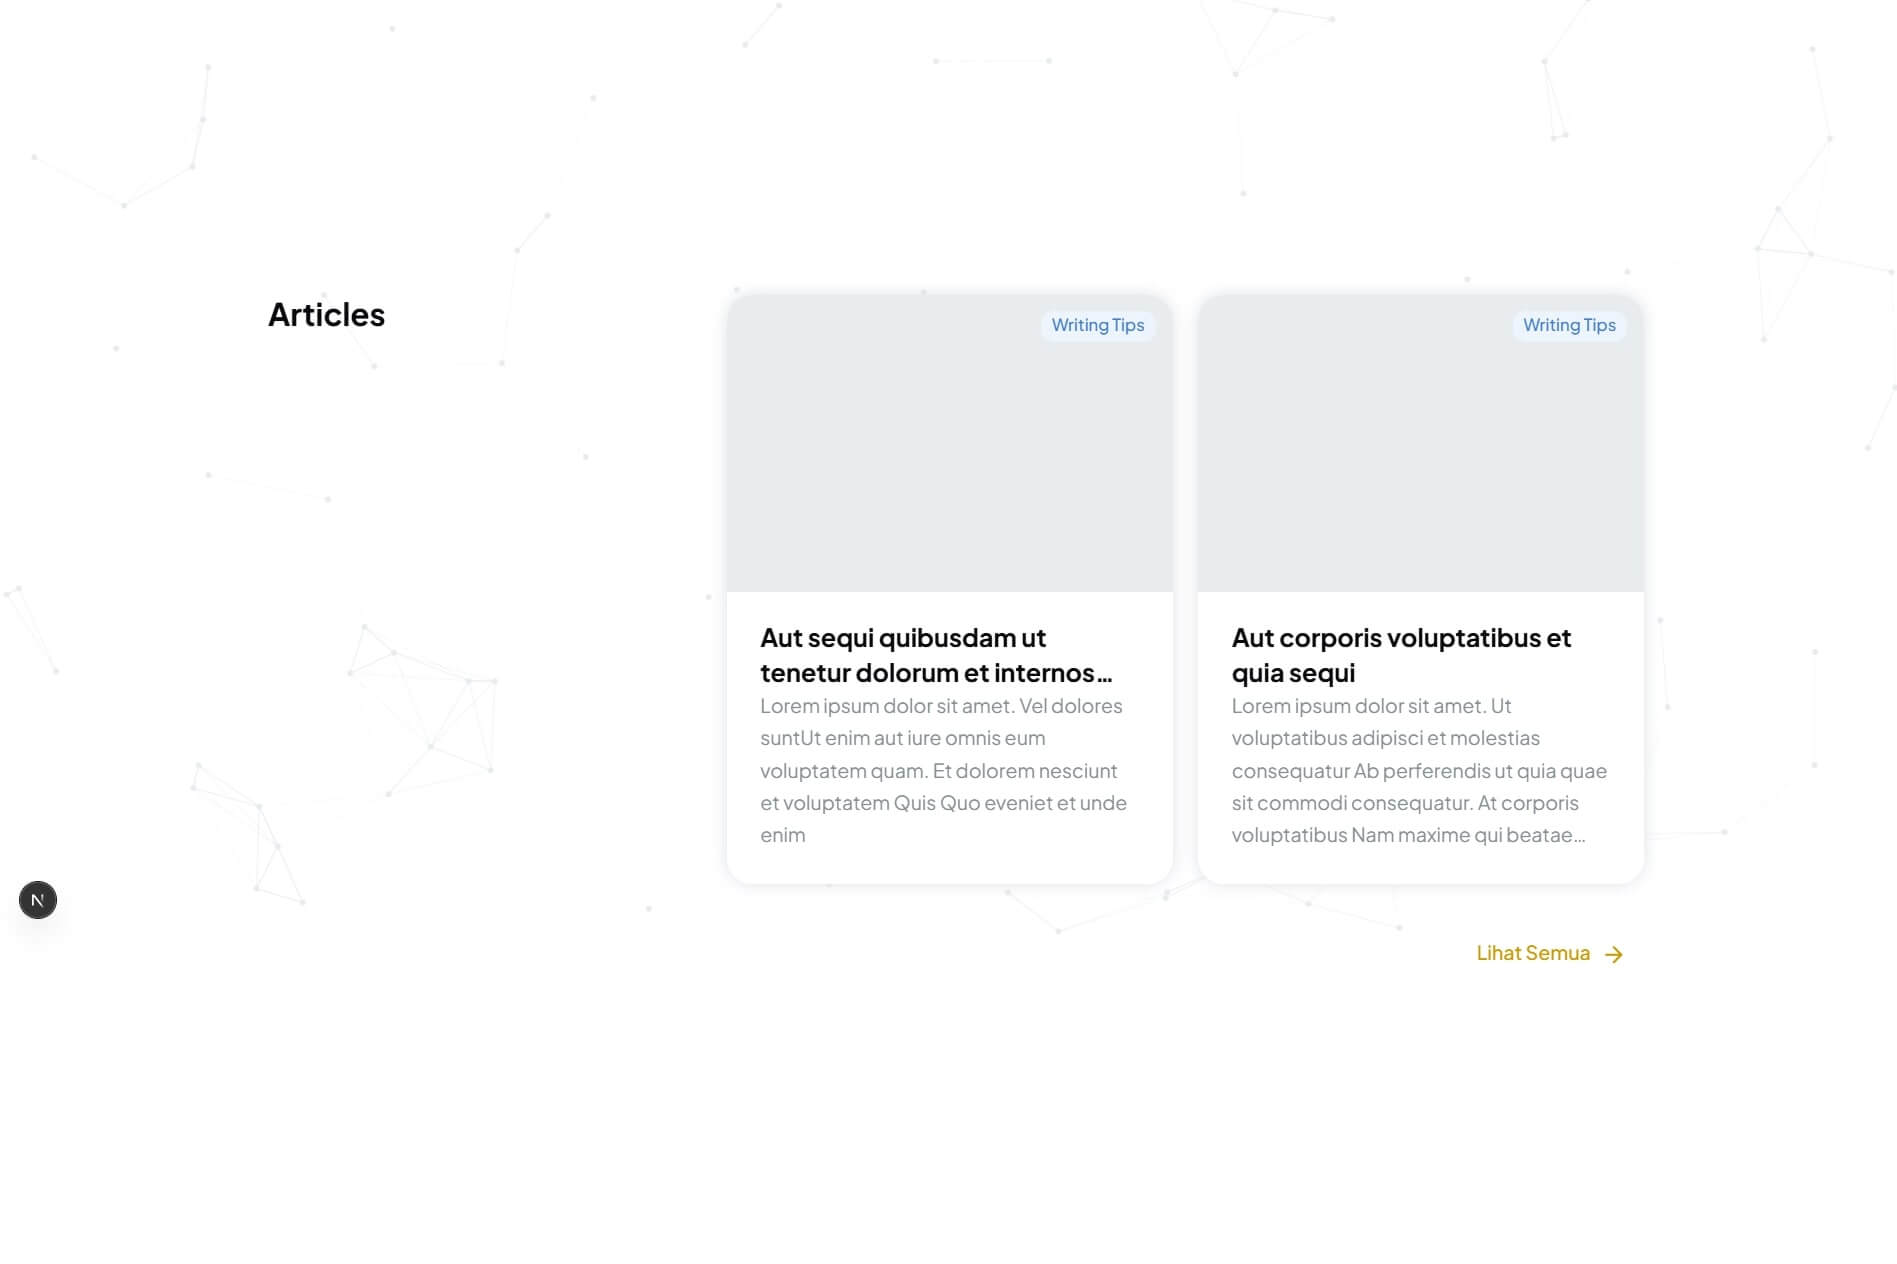 Articles
Writing Tips
Aut sequi quibusdam ut
tenetur dolorum et internos…
Lorem ipsum dolor sit amet. Vel dolores
suntUt enim aut iure omnis eum
voluptatem quam. Et dolorem nesciunt
et voluptatem Quis Quo eveniet et unde
enim
Writing Tips
Aut corporis voluptatibus et
quia sequi
Lorem ipsum dolor sit amet. Ut
voluptatibus adipisci et molestias
consequatur Ab perferendis ut quia quae
sit commodi consequatur. At corporis
voluptatibus Nam maxime qui beatae…
N
Lihat Semua